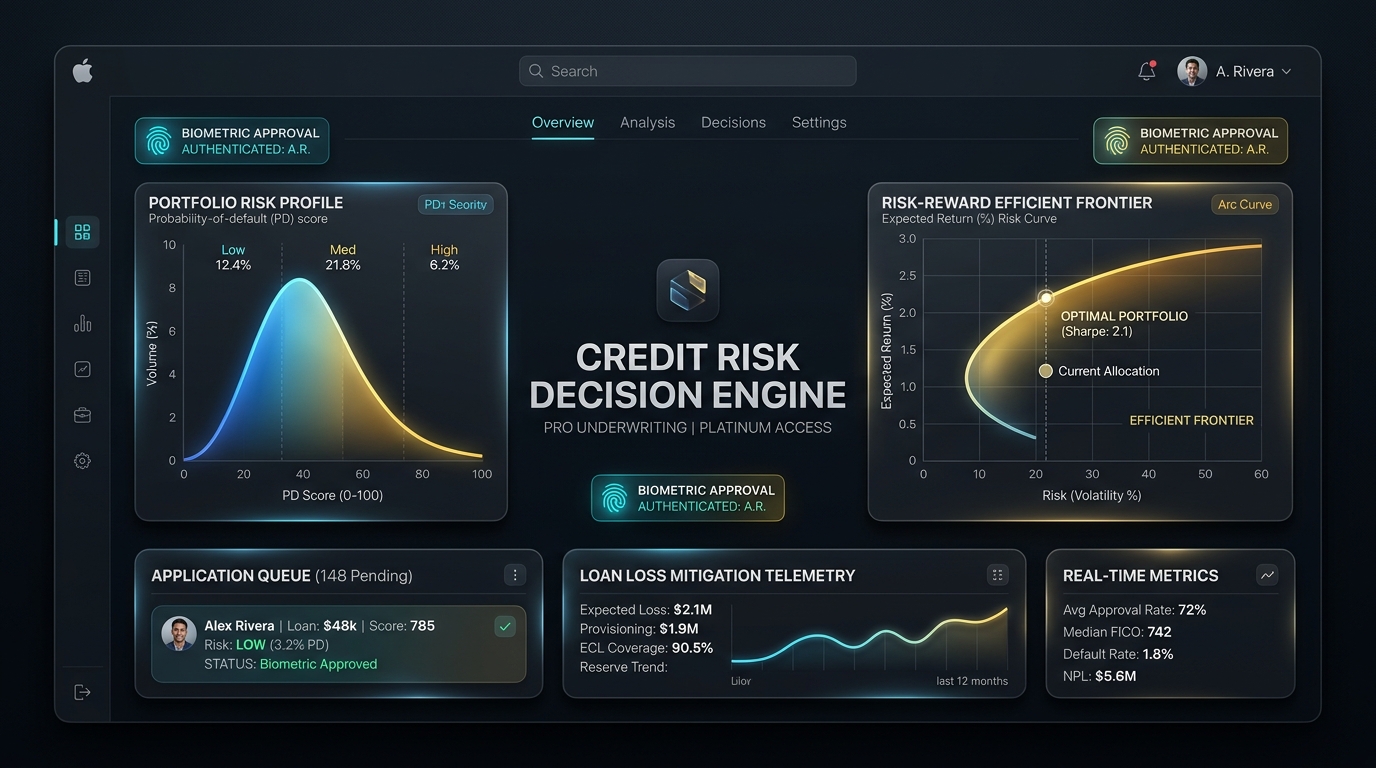 Search
A. Rivera
Overview
Analysis
Decisions
Settings
BIOMETRIC APPROVAL
AUTHENTICATED: A.R.
BIOMETRIC APPROVAL
AUTHENTICATED: A.R.
PORTFOLIO RISK PROFILE
Probability-of-default (PD) score
Low
12.4%
Med
21.8%
High
6.2%
10
8
6
4
2
0
Volume (%)
0 20 40 60 80 100
PD Score (0-100)
CREDIT RISK
DECISION ENGINE
PRO UNDERWRITING | PLATINUM ACCESS
BIOMETRIC APPROVAL
AUTHENTICATED: A.R.
RISK-REWARD EFFICIENT FRONTIER
Expected Return (%) Risk Curve
Arc Curve
3.0
2.5
2.0
1.5
1.0
0.5
0
Expected Return (%)
OPTIMAL PORTFOLIO
(Sharpe: 2.1)
Current Allocation
EFFICIENT FRONTIER
0 10 20 30 40 50 60
Risk (Volatility %)
APPLICATION QUEUE (148 Pending)
Alex Rivera | Loan: $48k | Score: 785
Risk: LOW (3.2% PD)
STATUS: Biometric Approved
LOAN LOSS MITIGATION TELEMETRY
Expected Loss: $2.1M
Provisioning: $1.9M
ECL Coverage: 90.5%
Reserve Trend:
last 12 months
REAL-TIME METRICS
Avg Approval Rate: 72%
Median FICO: 742
Default Rate: 1.8%
NPL: $5.6M